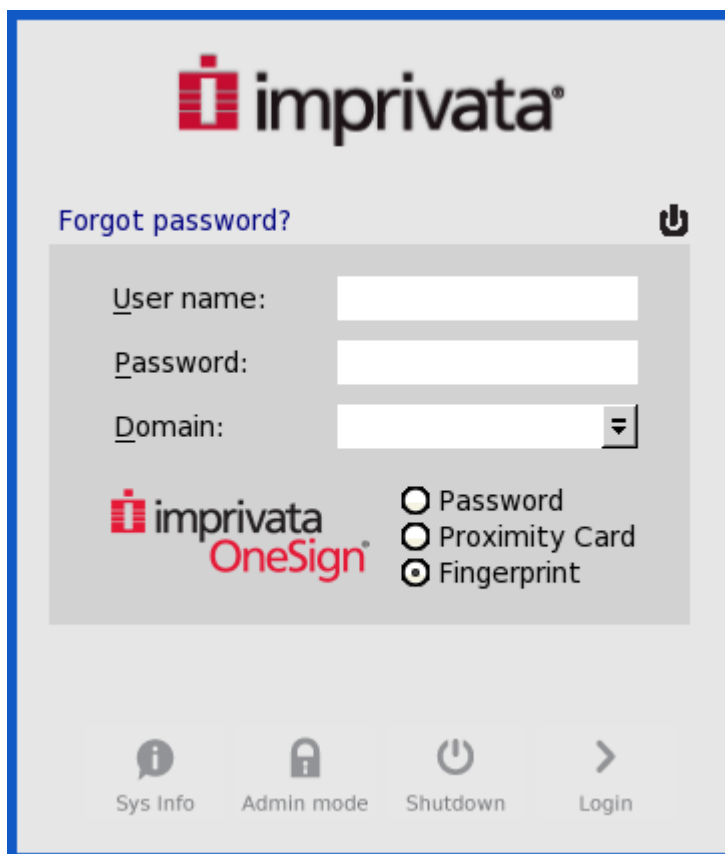 imprivata®
Forgot password?
User name:
Password:
Domain:
imprivata
OneSign®
Password
Proximity Card
Fingerprint
Sys Info Admin mode Shutdown Login